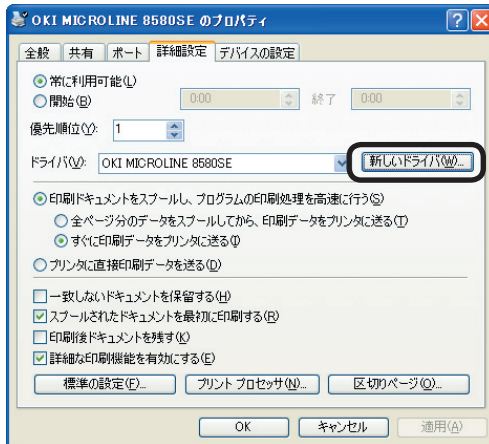 OKI MICROLINE 8580SE のプロパティ
全般 共有 ポート 詳細設定 デバイスの設定
常に利用可能(L)
開始(B) 0:00 終了 0:00
優先順位(Y): 1
ドライバ(V): OKI MICROLINE 8580SE 新しいドライバ(W)...
印刷ドキュメントをスプールし、プログラムの印刷処理を高速に行う(S)
全ページ分のデータをスプールしてから、印刷データをプリンタに送る(T)
すぐに印刷データをプリンタに送る(I)
プリンタに直接印刷データを送る(D)
一致しないドキュメントを保留する(H)
スプールされたドキュメントを最初に印刷する(R)
印刷後ドキュメントを残す(K)
詳細な印刷機能を有効にする(E)
標準の設定(F)... プリント プロセッサ(N)... 区切りページ(O)...
OK キャンセル 適用(A)